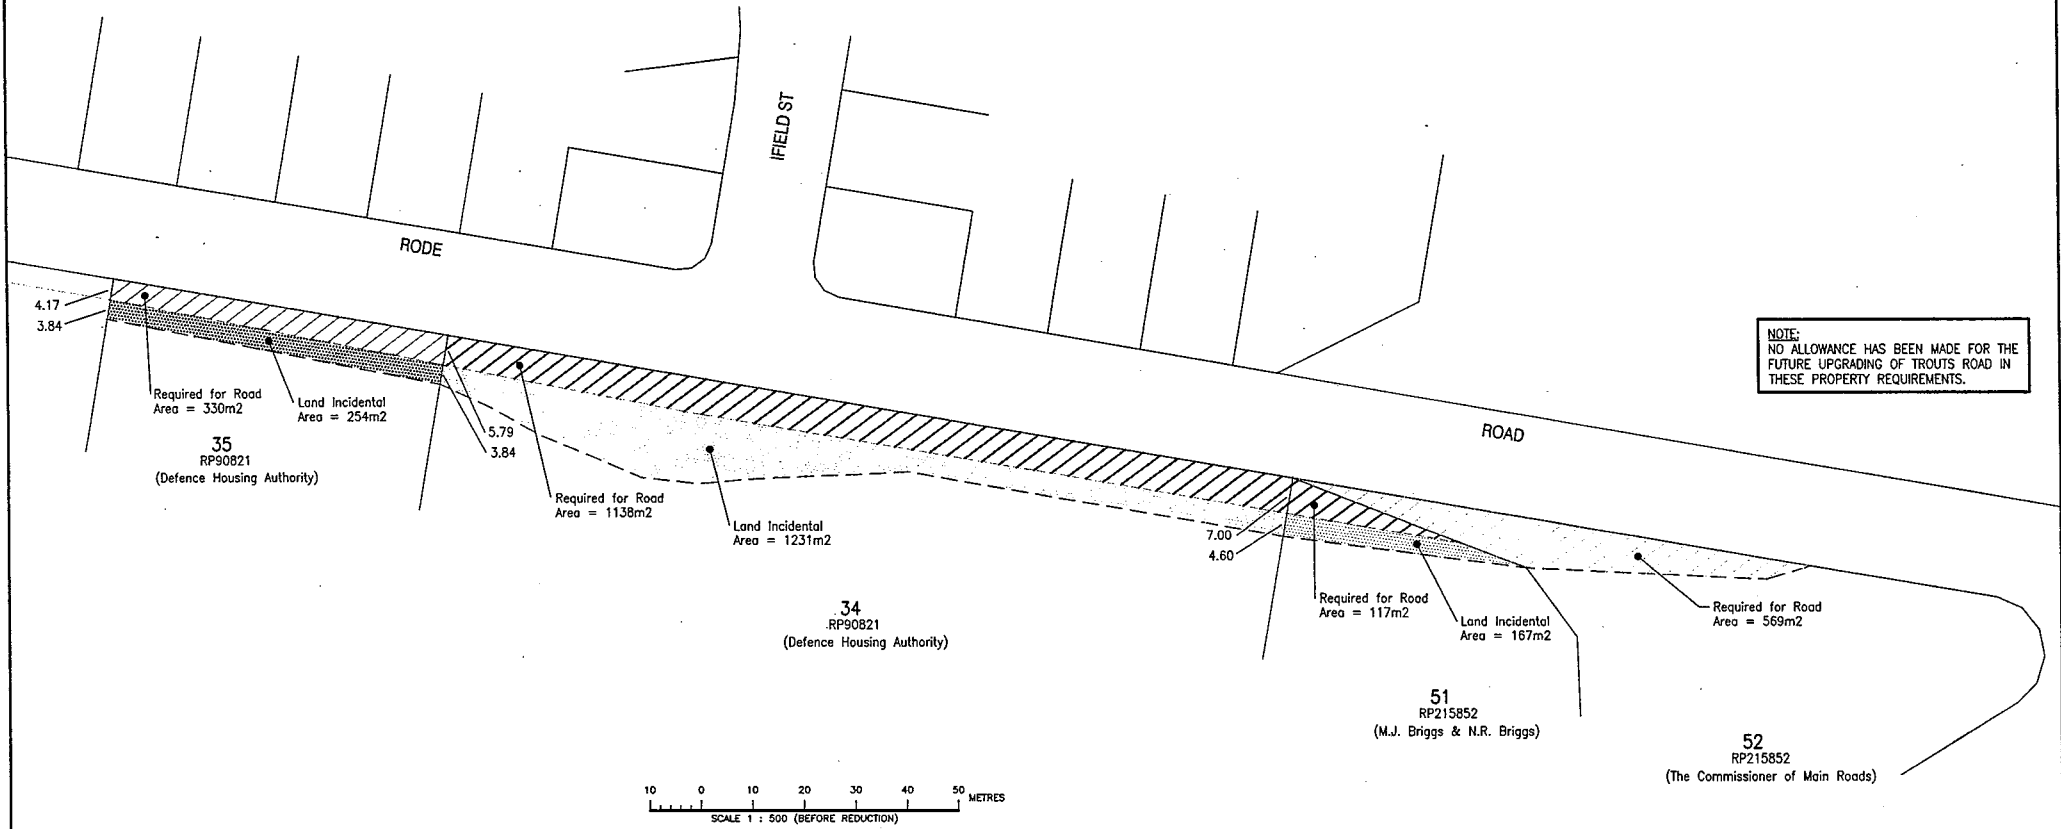 IFIELD ST
RODE
ROAD
NOTE:
NO ALLOWANCE HAS BEEN MADE FOR THE
FUTURE UPGRADING OF TROUTS ROAD IN
THESE PROPERTY REQUIREMENTS.
4.17
3.84
Required for Road
Area = 330m2
Land Incidental
Area = 254m2
35
RP90821
(Defence Housing Authority)
5.79
3.84
Required for Road
Area = 1138m2
Land Incidental
Area = 1231m2
34
RP90821
(Defence Housing Authority)
7.00
4.60
Required for Road
Area = 117m2
Land Incidental
Area = 167m2
51
RP215852
(M.J. Briggs & N.R. Briggs)
Required for Road
Area = 569m2
52
RP215852
(The Commissioner of Main Roads)
10 0 10 20 30 40 50 METRES
SCALE 1 : 500 (BEFORE REDUCTION)